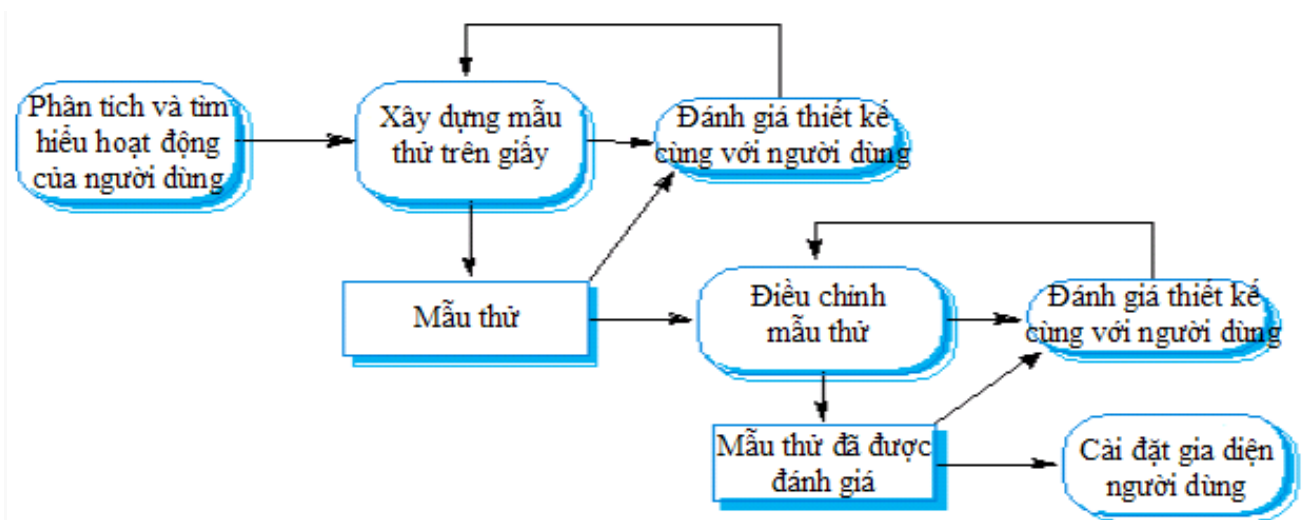 Phân tích và tìm
hiểu hoạt động
của người dùng
Xây dựng mẫu
thử trên giấy
Đánh giá thiết kế
cùng với người dùng
Mẫu thử
Điều chỉnh
mẫu thử
Đánh giá thiết kế
cùng với người dùng
Mẫu thử đã được
đánh giá
Cài đặt gia diện
người dùng